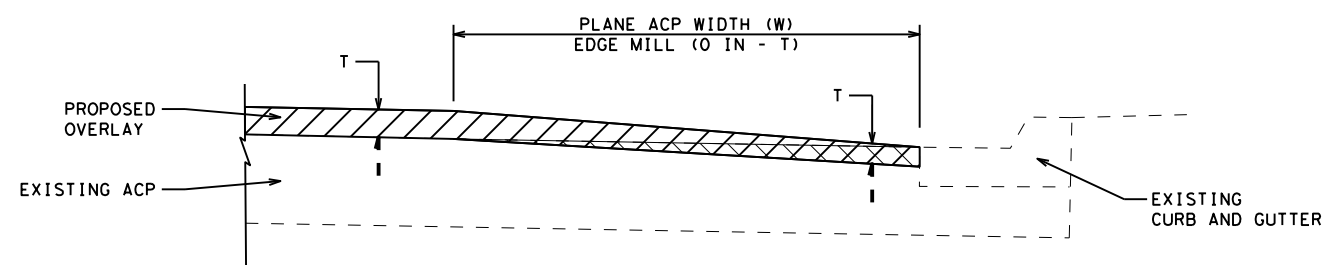 PLANE ACP WIDTH (W)
EDGE MILL (0 IN - T)
T
T
PROPOSED
OVERLAY
EXISTING ACP
EXISTING
CURB AND GUTTER